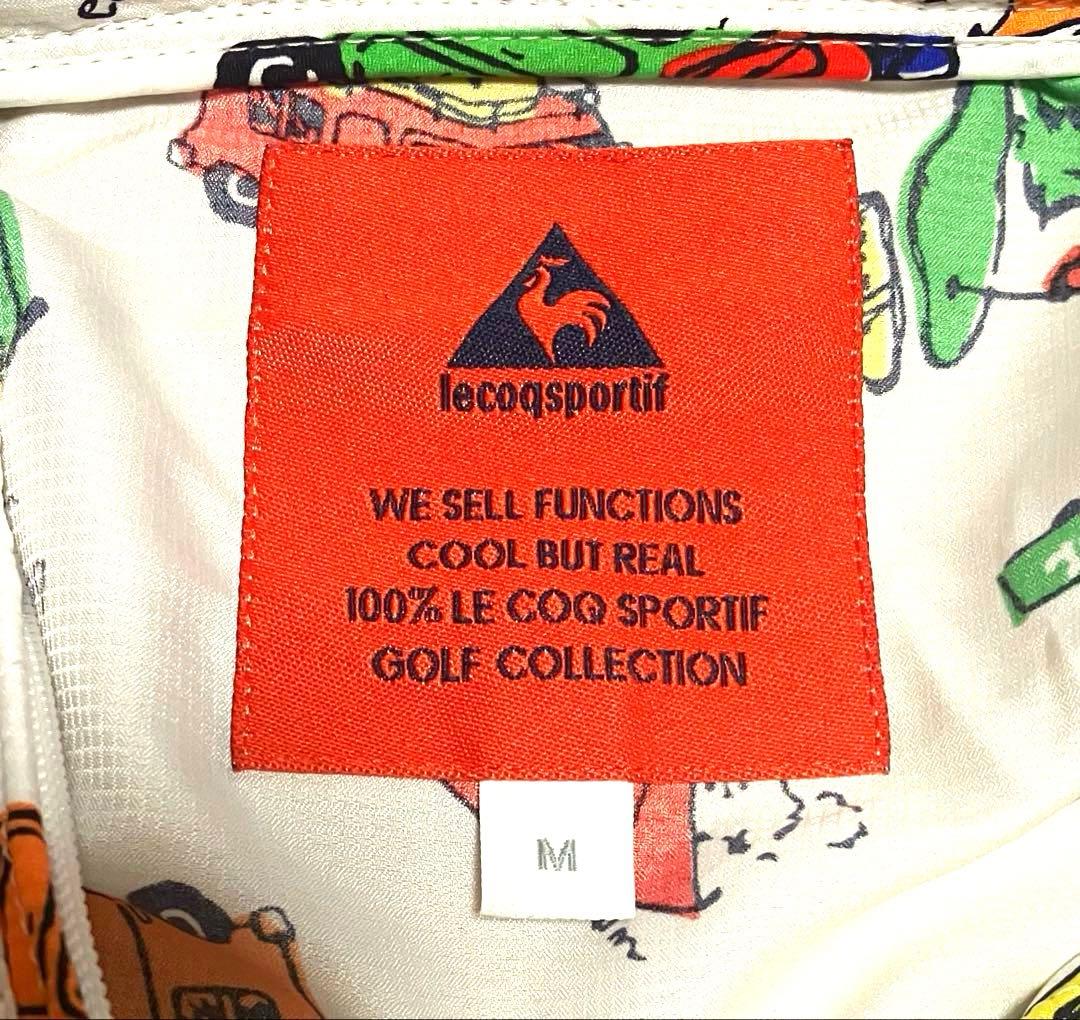 lecoqsportif
WE SELL FUNCTIONS
COOL BUT REAL
100% LE COQ SPORTIF
GOLF COLLECTION
M